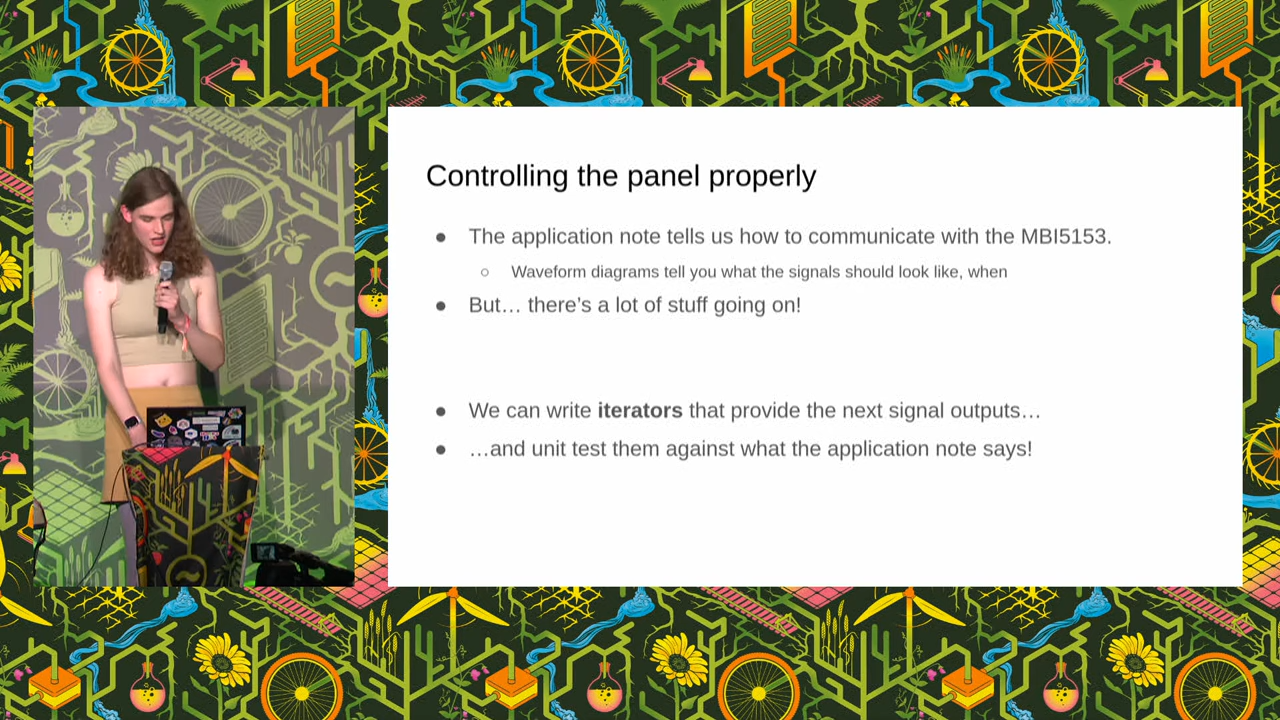 Controlling the panel properly
● The application note tells us how to communicate with the MBI5153.
○ Waveform diagrams tell you what the signals should look like, when
● But… there’s a lot of stuff going on!
● We can write iterators that provide the next signal outputs…
● …and unit test them against what the application note says!